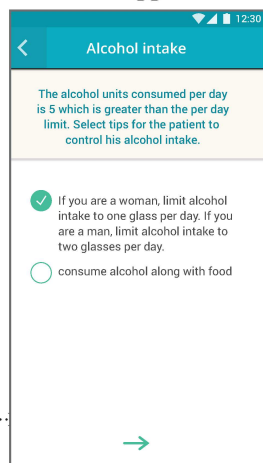 12:30
Alcohol intake
The alcohol units consumed per day
is 5 which is greater than the per day
limit. Select tips for the patient to
control his alcohol intake.
If you are a woman, limit alcohol
intake to one glass per day. If you
are a man, limit alcohol intake to
two glasses per day.
consume alcohol along with food